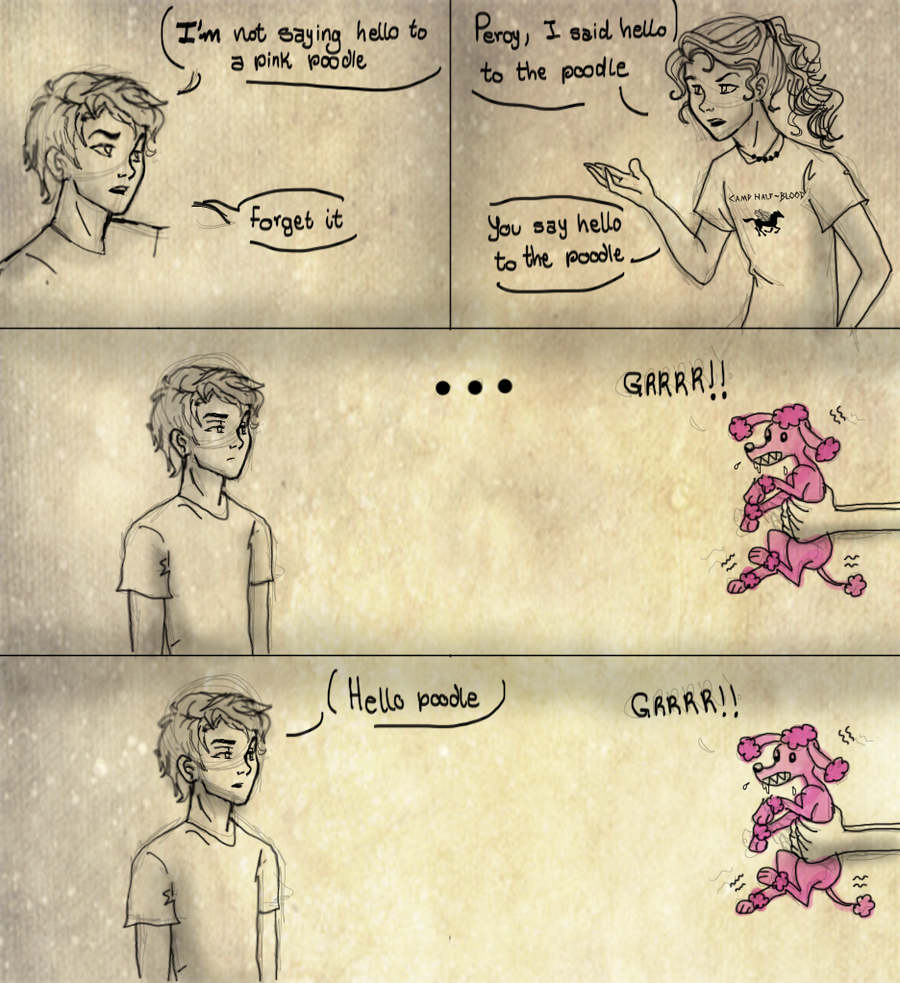 I'm not saying hello to
a pink poodle
Forget it
Percy, I said hello
to the poodle
CAMP HALF-BLOOD
You say hello
to the poodle
...
GRRRR!!
Hello poodle
GRRRR!!